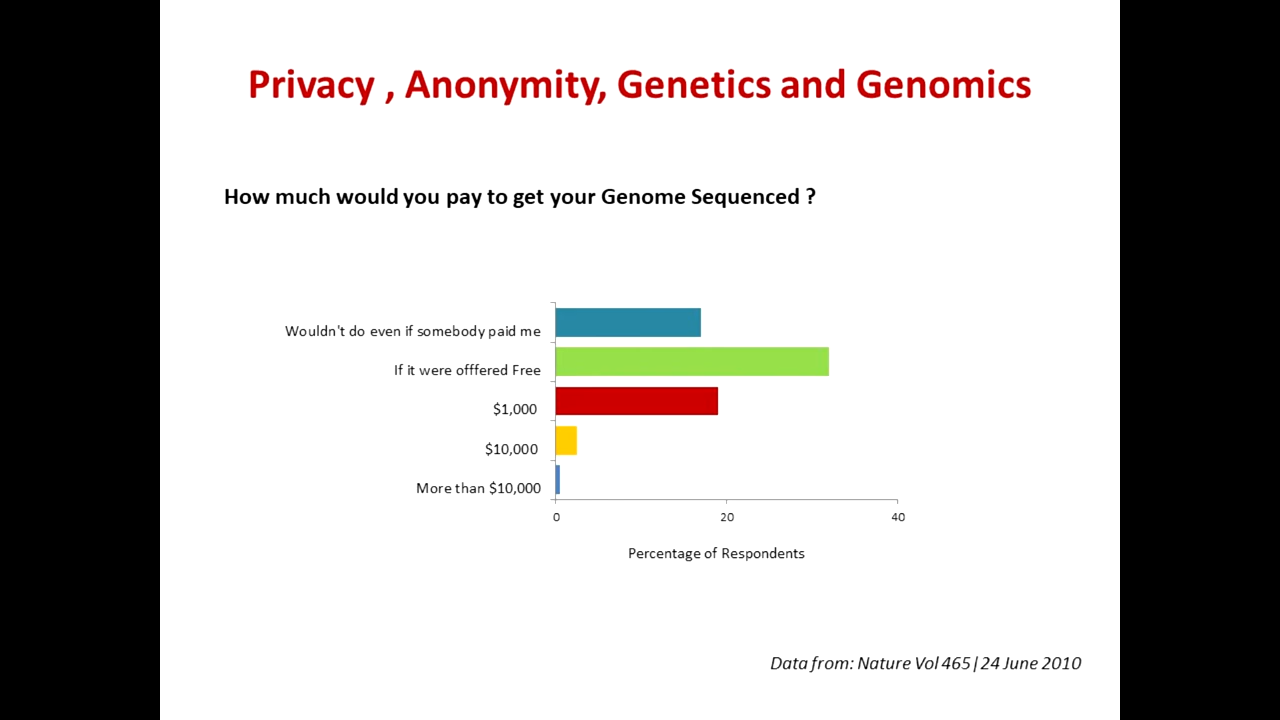 Privacy , Anonymity, Genetics and Genomics
How much would you pay to get your Genome Sequenced ?
Wouldn't do even if somebody paid me
If it were offfered Free
$1,000
$10,000
More than $10,000
0 20 40
Percentage of Respondents
Data from: Nature Vol 465|24 June 2010